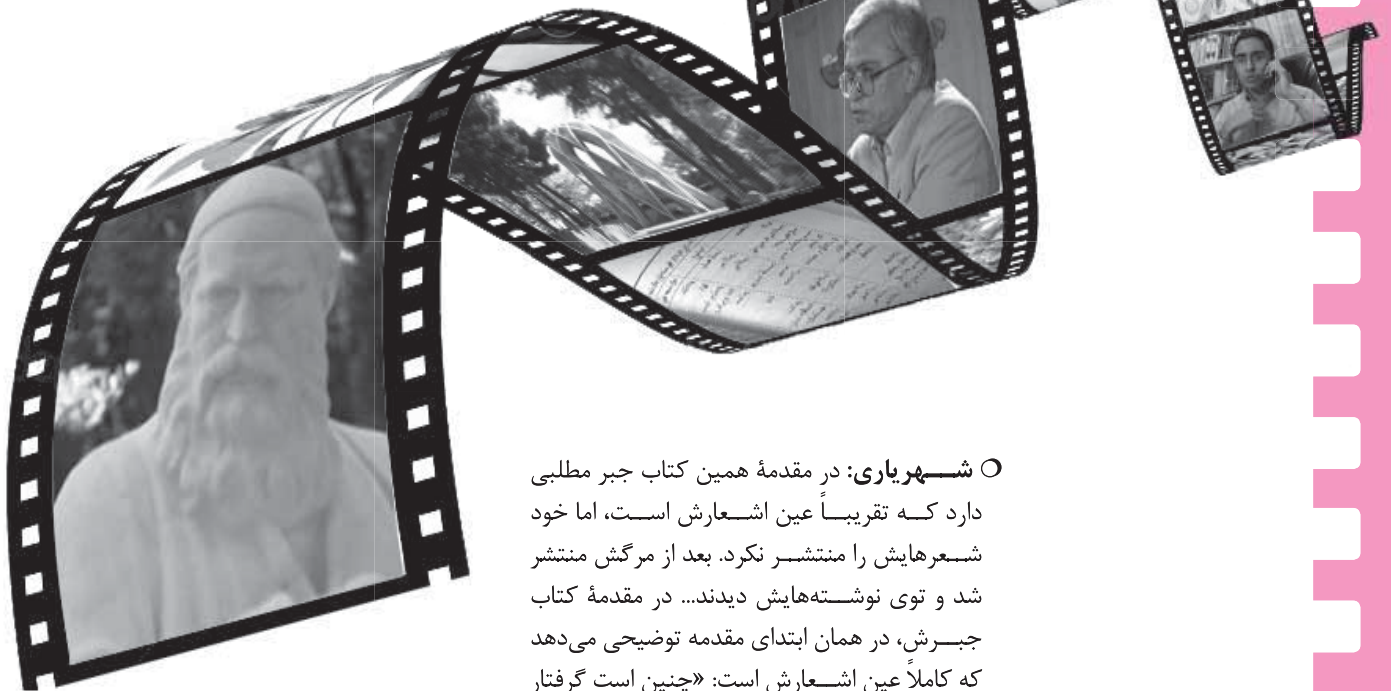 ❍ شهریاری: در مقدمهٔ همین کتاب جبر مطلبی
دارد که تقریباً عین اشعارش است، اما خود
شعرهایش را منتشر نکرد. بعد از مرگش منتشر
شد و توی نوشته‌هایش دیدند... در مقدمهٔ کتاب
جبرش، در همان ابتدای مقدمه توضیحی می‌دهد
که کاملاً عین اشعارش است: «چنین است گرفتار